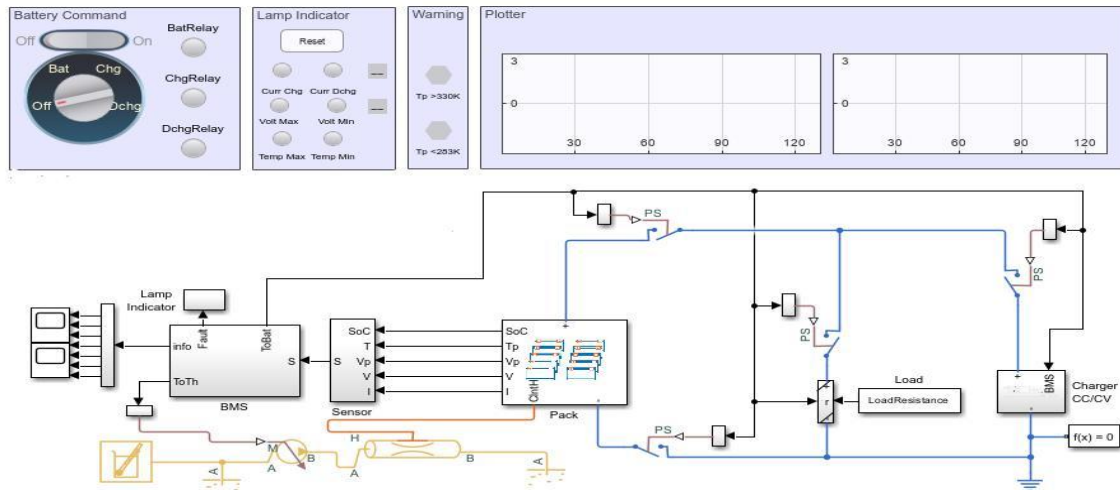 Battery Command
Off
On
BatRelay
Bat
Chg
Off
Dchg
ChgRelay
DchgRelay
Lamp Indicator
Reset
Curr Chg
Curr Dchg
Volt Max
Volt Min
Temp Max
Temp Min
Warning
Tp >330K
Tp <283K
Plotter
3
0
30
60
90
120
3
0
30
60
90
120
PS
PS
PS
PS
Lamp
Indicator
info
Fault
ToBat
ToTh
S
BMS
SoC
T
Vp
V
I
S
Sensor
SoC
Tp
Vp
V
I
CintH
+
-
Pack
+
r
Load
LoadResistance
+
BMS
-
Charger
CC/CV
f(x) = 0
M
A
B
A
H
A
B
A